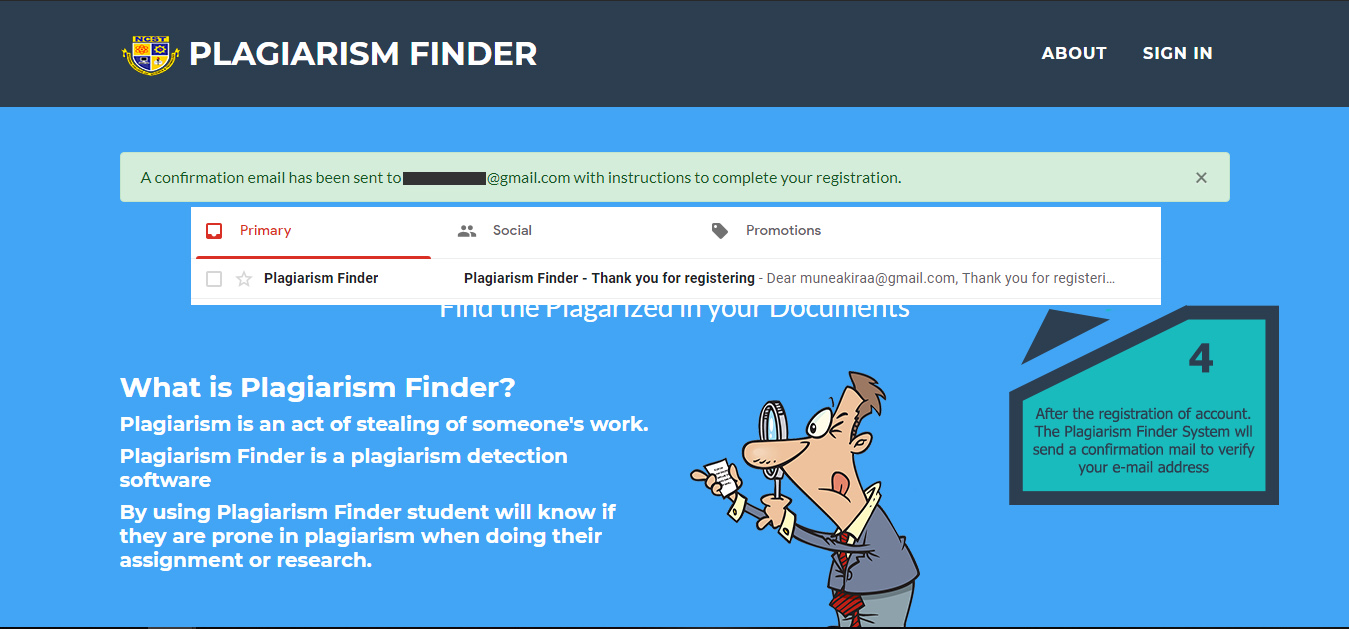 NCST
PLAGIARISM FINDER
ABOUT
SIGN IN
A confirmation email has been sent to @gmail.com with instructions to complete your registration.
×
Primary
Social
Promotions
Plagiarism Finder
Plagiarism Finder - Thank you for registering - Dear muneakiraa@gmail.com, Thank you for registeri...
Find the Plagarized in your Documents
What is Plagiarism Finder?
Plagiarism is an act of stealing of someone's work.
Plagiarism Finder is a plagiarism detection
software
By using Plagiarism Finder student will know if
they are prone in plagiarism when doing their
assignment or research.
4
After the registration of account.
The Plagiarism Finder System wll
send a confirmation mail to verify
your e-mail address